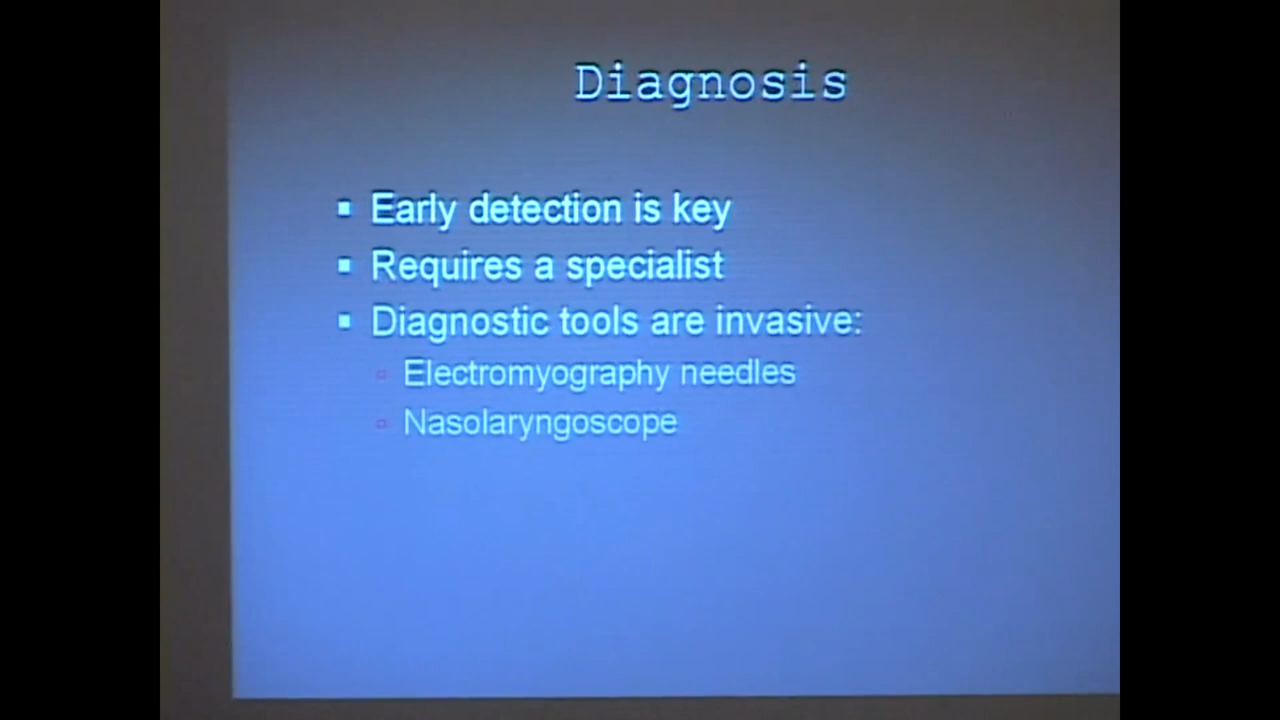 Diagnosis
Early detection is key
Requires a specialist
Diagnostic tools are invasive:
Electromyography needles
Nasolaryngoscope